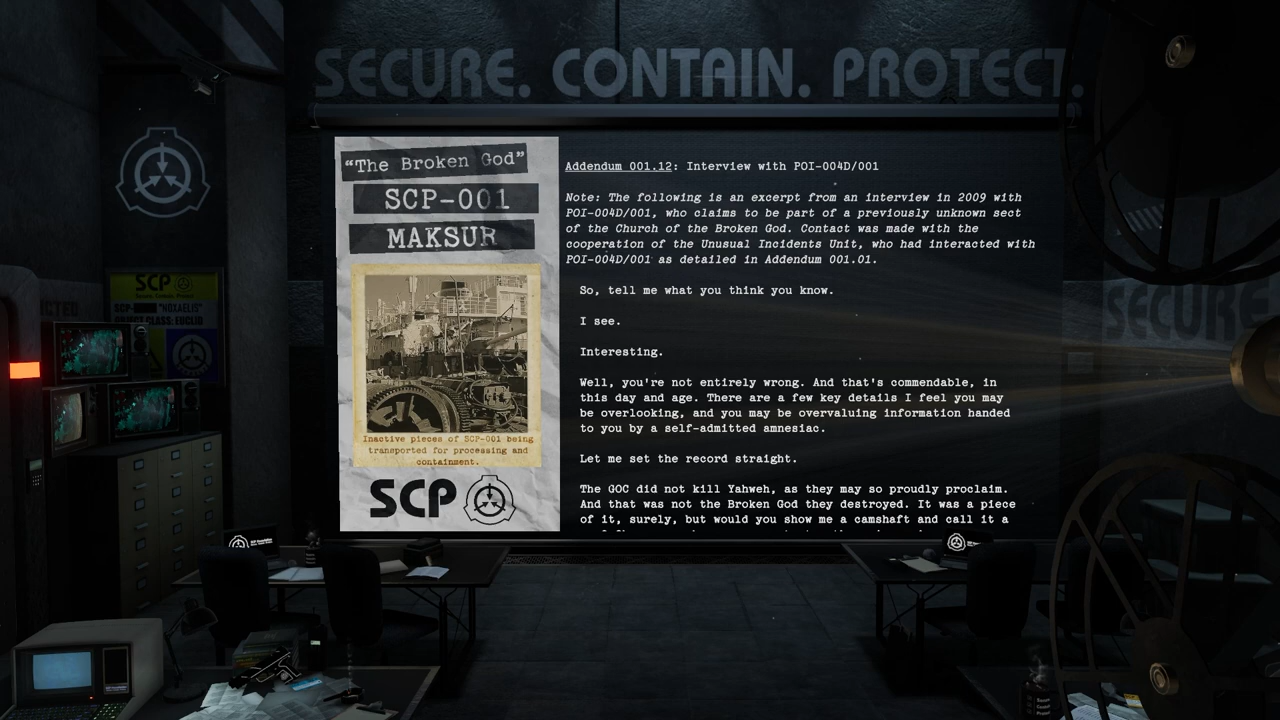 SECURE. CONTAIN. PROTECT.
“The Broken God”
SCP-001
MAKSUR
Inactive pieces of SCP-001 being
transported for processing and
containment.
SCP
Addendum 001.12: Interview with POI-004D/001
Note: The following is an excerpt from an interview in 2009 with
POI-004D/001, who claims to be part of a previously unknown sect
of the Church of the Broken God. Contact was made with the
cooperation of the Unusual Incidents Unit, who had interacted with
POI-004D/001 as detailed in Addendum 001.01.
So, tell me what you think you know.
I see.
Interesting.
Well, you're not entirely wrong. And that's commendable, in
this day and age. There are a few key details I feel you may
be overlooking, and you may be overvaluing information handed
to you by a self-admitted amnesiac.
Let me set the record straight.
The GOC did not kill Yahweh, as they may so proudly proclaim.
And that was not the Broken God they destroyed. It was a piece
of it, surely, but would you show me a camshaft and call it a
SCP
Secure. Contain. Protect.
SCP- "HOXAELIS"
OBJECT CLASS: EUCLID
SECURE